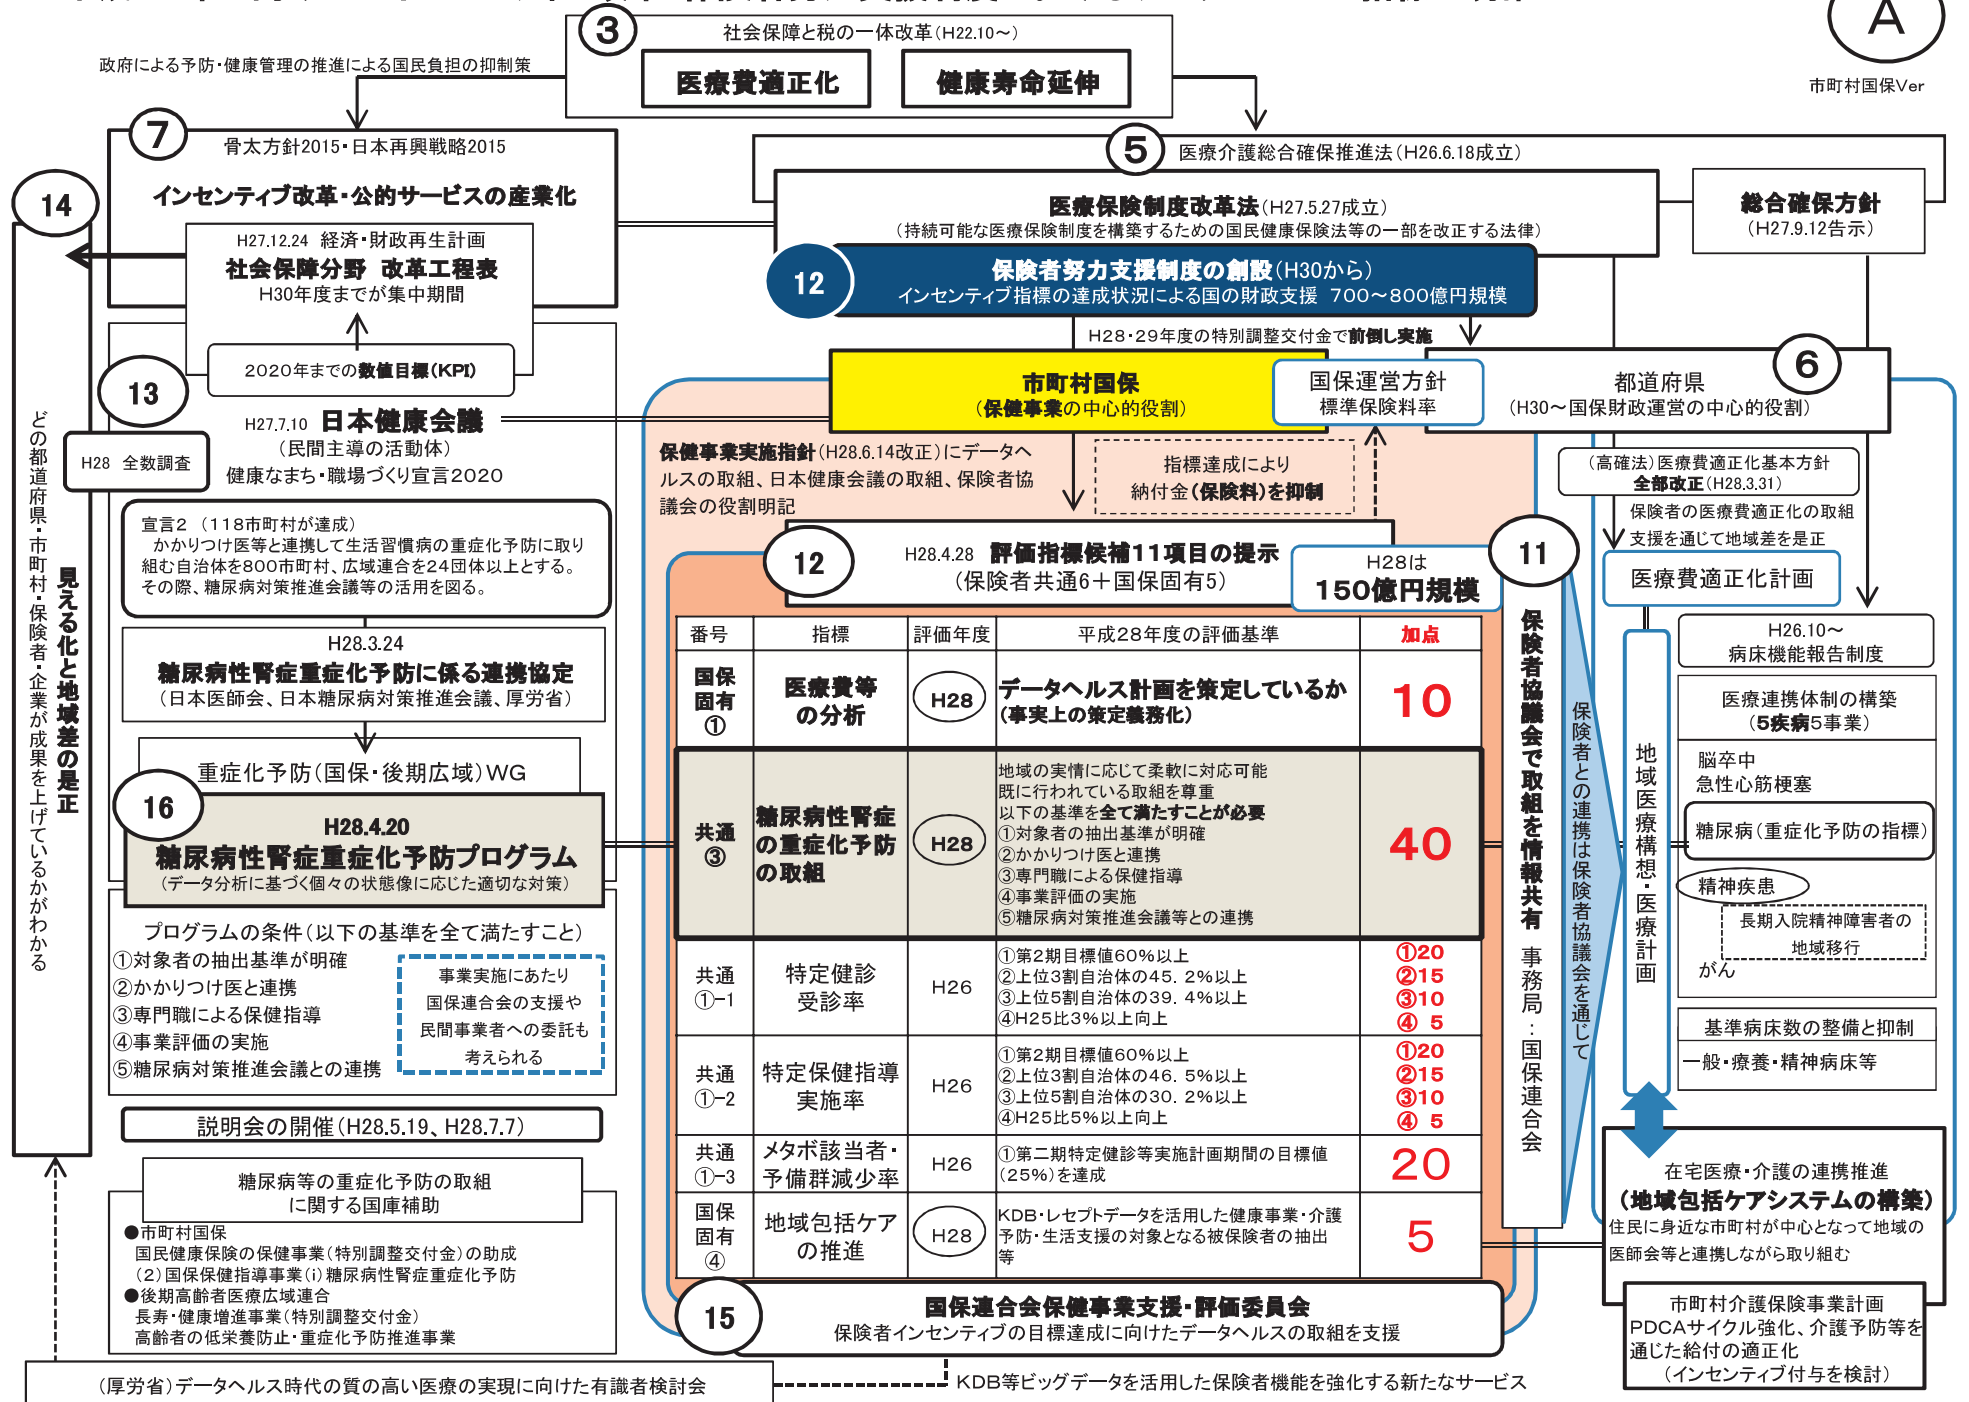 A
市町村国保Ver
③
社会保障と税の一体改革(H22.10～)
医療費適正化
健康寿命延伸
政府による予防・健康管理の推進による国民負担の抑制策
7
骨太方針2015・日本再興戦略2015
インセンティブ改革・公的サービスの産業化
H27.12.24 経済・財政再生計画
社会保障分野 改革工程表
H30年度までが集中期間
2020年までの数値目標(KPI)
14
見える化と地域差の是正
どの都道府県・市町村・保険者・企業が成果を上げているかがわかる
13
H28 全数調査
H27.7.10 日本健康会議
(民間主導の活動体)
健康なまち・職場づくり宣言2020
宣言2 (118市町村が達成)
かかりつけ医等と連携して生活習慣病の重症化予防に取り
組む自治体を800市町村、広域連合を24団体以上とする。
その際、糖尿病対策推進会議等の活用を図る。
H28.3.24
糖尿病性腎症重症化予防に係る連携協定
(日本医師会、日本糖尿病対策推進会議、厚労省)
重症化予防(国保・後期広域)WG
16
H28.4.20
糖尿病性腎症重症化予防プログラム
(データ分析に基づく個々の状態像に応じた適切な対策)
プログラムの条件(以下の基準を全て満たすこと)
①対象者の抽出基準が明確
②かかりつけ医と連携
③専門職による保健指導
④事業評価の実施
⑤糖尿病対策推進会議との連携
事業実施にあたり
国保連合会の支援や
民間事業者への委託も
考えられる
説明会の開催(H28.5.19、H28.7.7)
糖尿病等の重症化予防の取組
に関する国庫補助
●市町村国保
国民健康保険の保健事業(特別調整交付金)の助成
(2)国保保健指導事業(i)糖尿病性腎症重症化予防
●後期高齢者医療広域連合
長寿・健康増進事業(特別調整交付金)
高齢者の低栄養防止・重症化予防推進事業
(厚労省)データヘルス時代の質の高い医療の実現に向けた有識者検討会
5
医療介護総合確保推進法(H26.6.18成立)
医療保険制度改革法(H27.5.27成立)
(持続可能な医療保険制度を構築するための国民健康保険法等の一部を改正する法律)
総合確保方針
(H27.9.12告示)
12
保険者努力支援制度の創設(H30から)
インセンティブ指標の達成状況による国の財政支援 700～800億円規模
H28・29年度の特別調整交付金で前倒し実施
市町村国保
(保健事業の中心的役割)
国保運営方針
標準保険料率
6
都道府県
(H30～国保財政運営の中心的役割)
保健事業実施指針(H28.6.14改正)にデータヘ
ルスの取組、日本健康会議の取組、保険者協
議会の役割明記
指標達成により
納付金(保険料)を抑制
12
H28.4.28 評価指標候補11項目の提示
(保険者共通6＋国保固有5)
H28は
150億円規模
番号 指標 評価年度 平成28年度の評価基準 加点
国保
固有
①
医療費等
の分析
H28
データヘルス計画を策定しているか
(事実上の策定義務化)
10
共通
③
糖尿病性腎症
の重症化予防
の取組
H28
地域の実情に応じて柔軟に対応可能
既に行われている取組を尊重
以下の基準を全て満たすことが必要
①対象者の抽出基準が明確
②かかりつけ医と連携
③専門職による保健指導
④事業評価の実施
⑤糖尿病対策推進会議等との連携
40
共通
①-1
特定健診
受診率
H26
①第2期目標値60%以上
②上位3割自治体の45. 2%以上
③上位5割自治体の39. 4%以上
④H25比3%以上向上
①20
②15
③10
④ 5
共通
①-2
特定保健指導
実施率
H26
①第2期目標値60%以上
②上位3割自治体の46. 5%以上
③上位5割自治体の30. 2%以上
④H25比5%以上向上
①20
②15
③10
④ 5
共通
①-3
メタボ該当者・
予備群減少率
H26
①第二期特定健診等実施計画期間の目標値
(25%)を達成
20
国保
固有
④
地域包括ケア
の推進
H28
KDB・レセプトデータを活用した健康事業・介護
予防・生活支援の対象となる被保険者の抽出
等
5
15
国保連合会保健事業支援・評価委員会
保険者インセンティブの目標達成に向けたデータヘルスの取組を支援
KDB等ビッグデータを活用した保険者機能を強化する新たなサービス
11
保険者協議会で取組を情報共有 事務局：国保連合会
保険者との連携は保険者協議会を通じて
(高確法)医療費適正化基本方針
全部改正(H28.3.31)
保険者の医療費適正化の取組
支援を通じて地域差を是正
医療費適正化計画
地域医療構想・医療計画
H26.10～
病床機能報告制度
医療連携体制の構築
(5疾病5事業)
脳卒中
急性心筋梗塞
糖尿病(重症化予防の指標)
精神疾患
長期入院精神障害者の
地域移行
がん
基準病床数の整備と抑制
一般・療養・精神病床等
在宅医療・介護の連携推進
(地域包括ケアシステムの構築)
住民に身近な市町村が中心となって地域の
医師会等と連携しながら取り組む
市町村介護保険事業計画
PDCAサイクル強化、介護予防等を
通じた給付の適正化
(インセンティブ付与を検討)